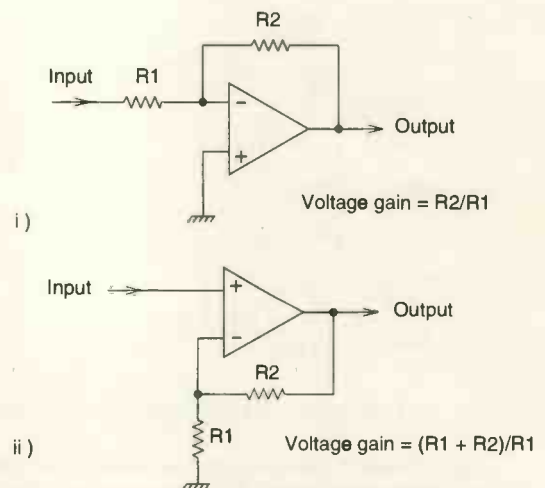 R2
Input
R1
−
Output
+
Voltage gain = R2/R1
i )
Input
+
Output
−
R2
R1
ii )
Voltage gain = (R1 + R2)/R1